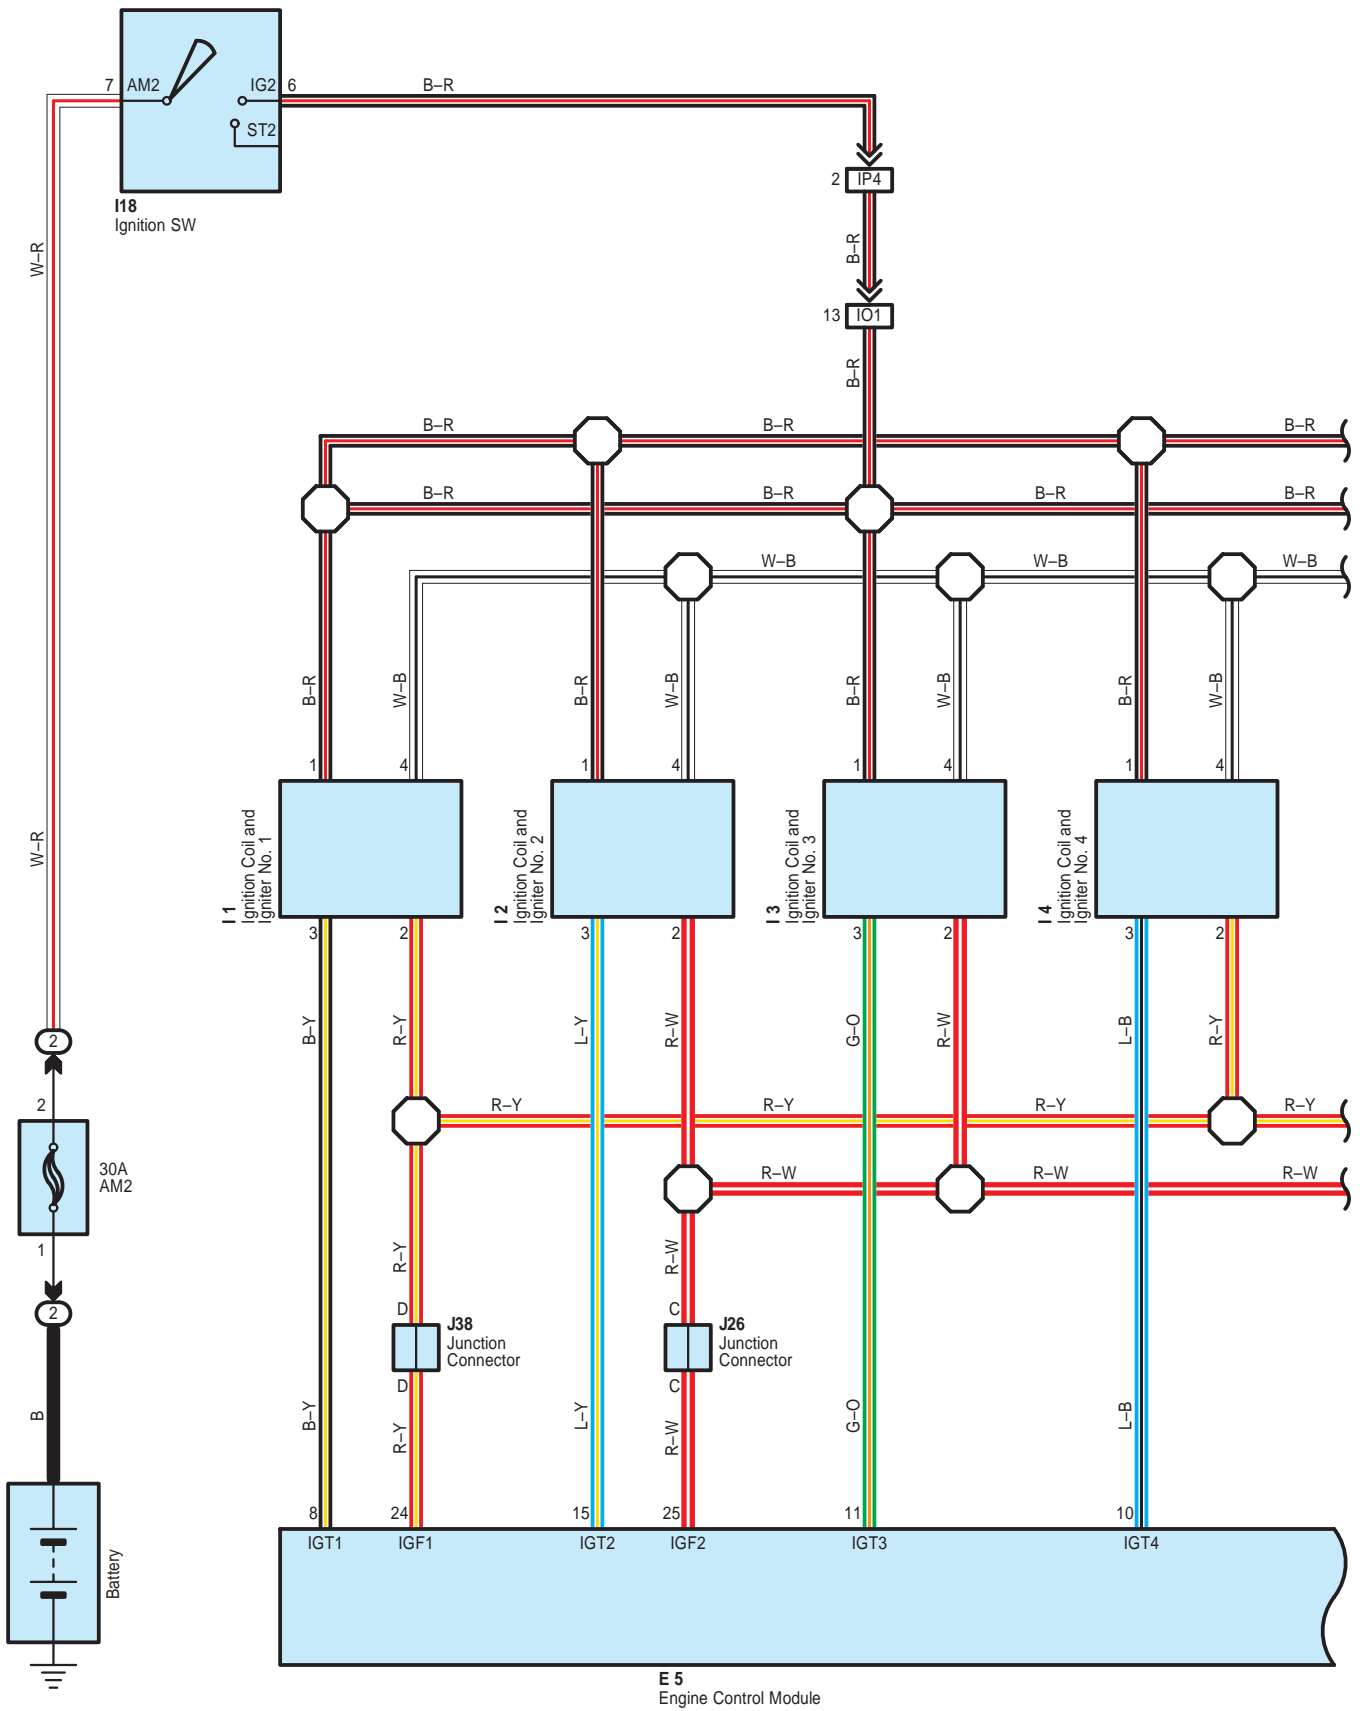 7
AM2
IG2
6
B–R
ST2
I18
Ignition SW
2
IP4
W–R
B–R
13
IO1
B–R
B–R
B–R
B–R
B–R
B–R
B–R
B–R
W–B
W–B
W–B
B–R
W–B
B–R
W–B
B–R
W–B
B–R
W–B
1
4
1
4
1
4
1
4
W–R
I 1
Ignition Coil and
Igniter No. 1
I 2
Ignition Coil and
Igniter No. 2
I 3
Ignition Coil and
Igniter No. 3
I 4
Ignition Coil and
Igniter No. 4
3
2
3
2
3
2
3
2
B–Y
R–Y
L–Y
R–W
G–O
R–W
L–B
R–Y
2
2
R–Y
R–Y
R–Y
R–Y
30A
AM2
R–W
R–W
R–W
1
R–Y
R–W
2
D
J38
Junction
Connector
D
C
J26
Junction
Connector
C
B
B–Y
R–Y
L–Y
R–W
G–O
L–B
8
24
15
25
11
10
IGT1
IGF1
IGT2
IGF2
IGT3
IGT4
Battery
E 5
Engine Control Module